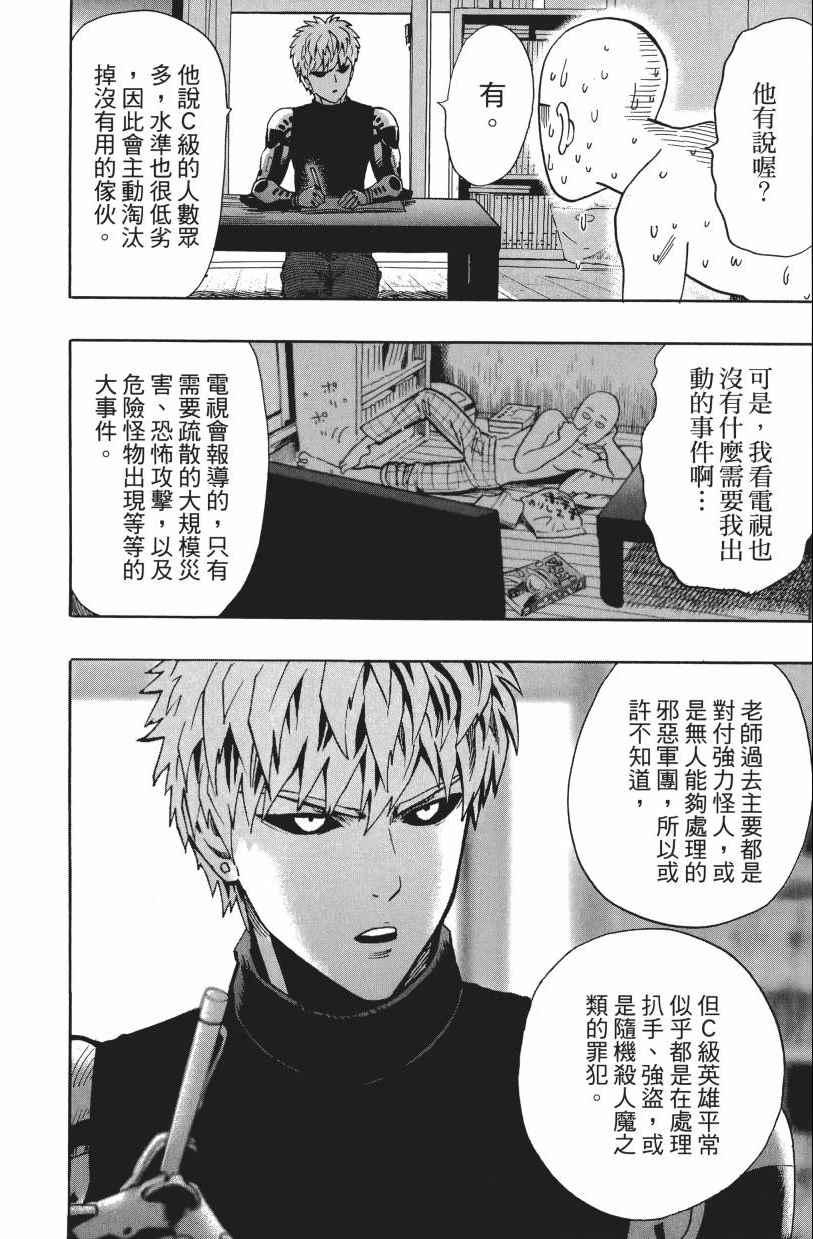 他有說喔？
有。
他說Ｃ級的人數眾
多，水準也很低劣
，因此會主動淘汰
掉沒有用的傢伙。
可是，我看電視也
沒有什麼需要我出
動的事件啊…
ポリ
ポリ
電視會報導的，只有
需要疏散的大規模災
害、恐怖攻擊，以及
危險怪物出現等等的
大事件。
老師過去主要都是
對付強力怪人，或
是無人能夠處理的
邪惡軍團，所以或
許不知道，
但Ｃ級英雄平常
似乎都是在處理
扒手、強盜，或
是隨機殺人魔之
類的罪犯。